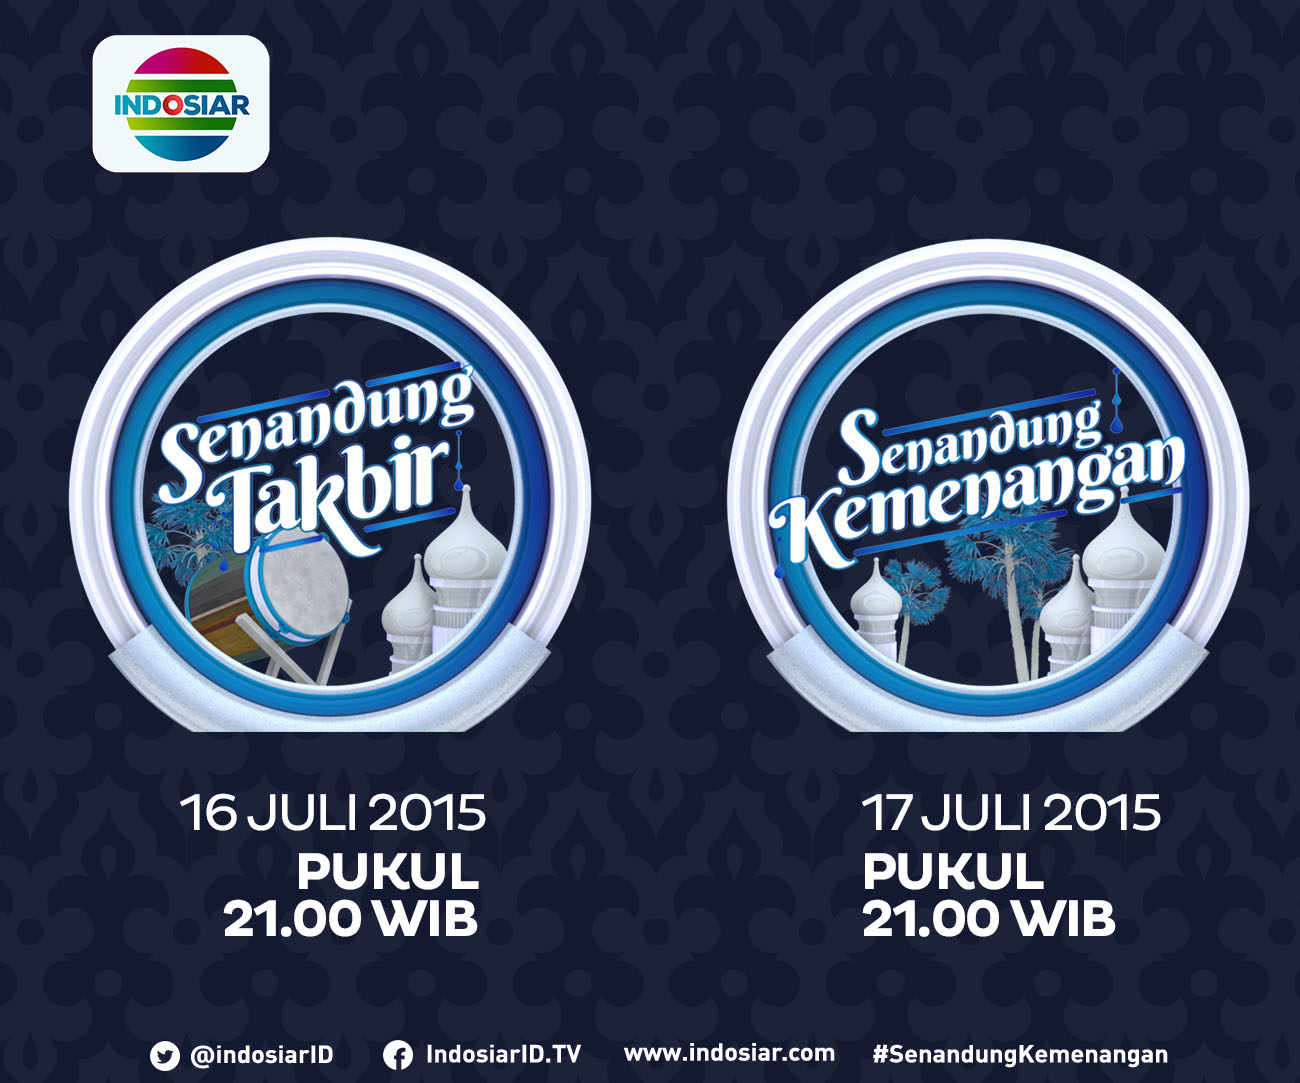 INDOSIAR
Senandung
Takbir
Senandung
Kemenangan
16 JULI 2015
PUKUL
21.00 WIB
17 JULI 2015
PUKUL
21.00 WIB
@indosiarID
IndosiarID.TV
www.indosiar.com
#SenandungKemenangan